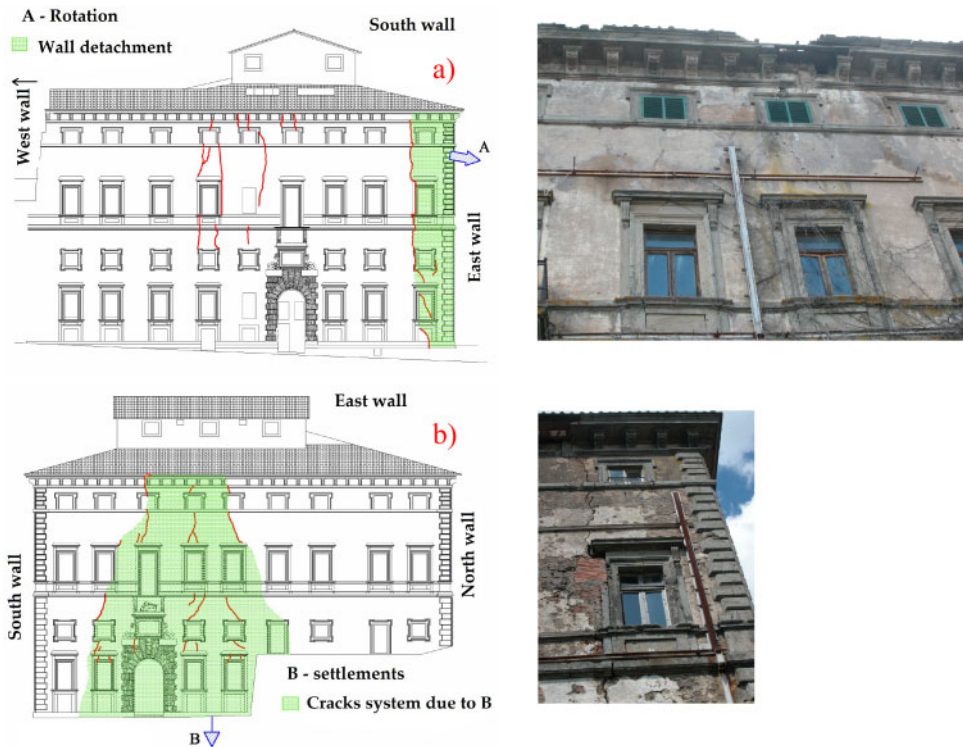 A - Rotation
Wall detachment
South wall
a)
West wall
A
East wall
East wall
b)
South wall
North wall
B - settlements
Cracks system due to B
B